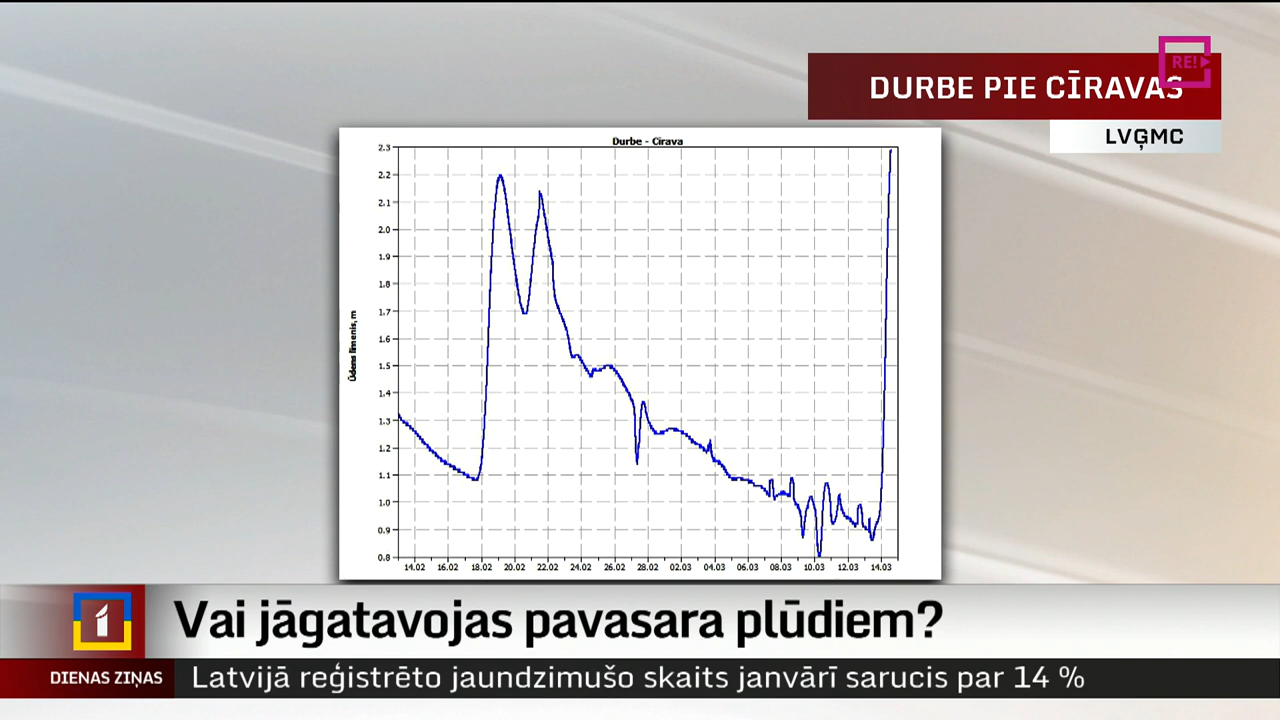 RE!
DURBE PIE CĪRAVAS
LVĢMC
Durbe - Cīrava
2.3
2.2
2.1
2.0
1.9
1.8
1.7
1.6
1.5
1.4
1.3
1.2
1.1
1.0
0.9
0.8
Ūdens līmenis, m
14.02 16.02 18.02 20.02 22.02 24.02 26.02 28.02 02.03 04.03 06.03 08.03 10.03 12.03 14.03
1 Vai jāgatavojas pavasara plūdiem?
DIENAS ZIŅAS Latvijā reģistrēto jaundzimušo skaits janvārī sarucis par 14 %